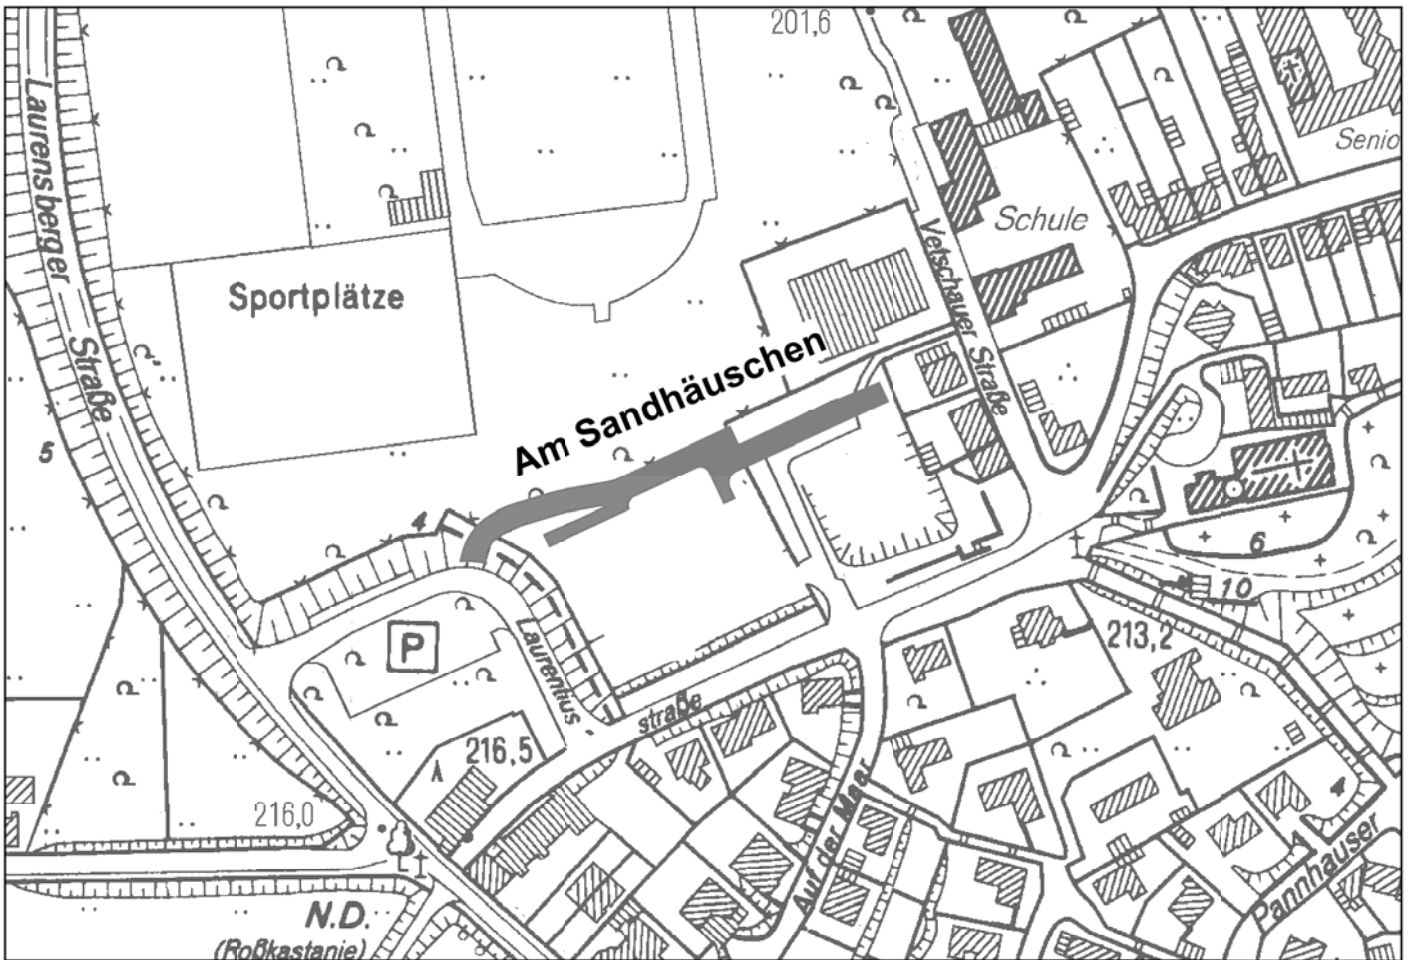 201,6
Laurensberger
Straße
Senio
Schule
Vetschauer Straße
Sportplätze
Am Sandhäuschen
5
4
6
10
P
Laurentius
straße
213,2
216,5
216,0
Auf der Maar
4
Pannhauser
N.D.
(Roßkastanie)